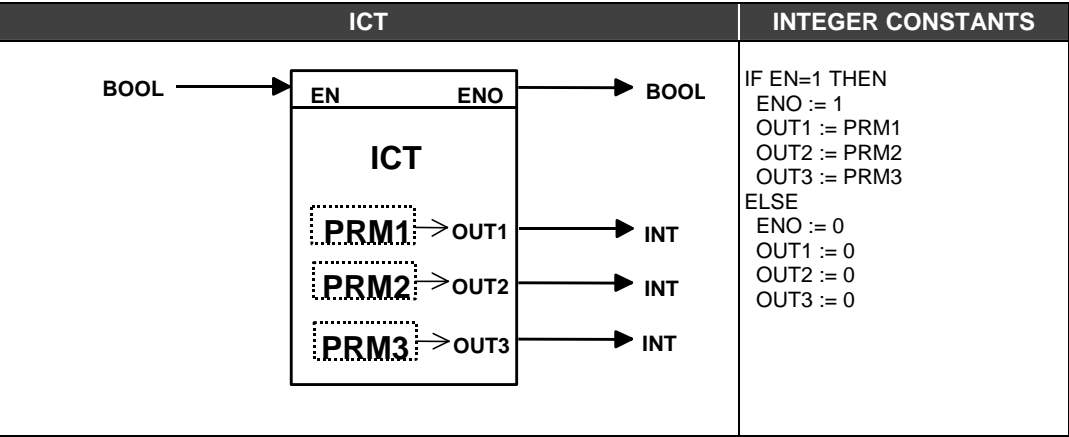 ICT INTEGER CONSTANTS
BOOL EN ENO BOOL
ICT
PRM1 OUT1 INT
PRM2 OUT2 INT
PRM3 OUT3 INT
IF EN=1 THEN
ENO := 1
OUT1 := PRM1
OUT2 := PRM2
OUT3 := PRM3
ELSE
ENO := 0
OUT1 := 0
OUT2 := 0
OUT3 := 0